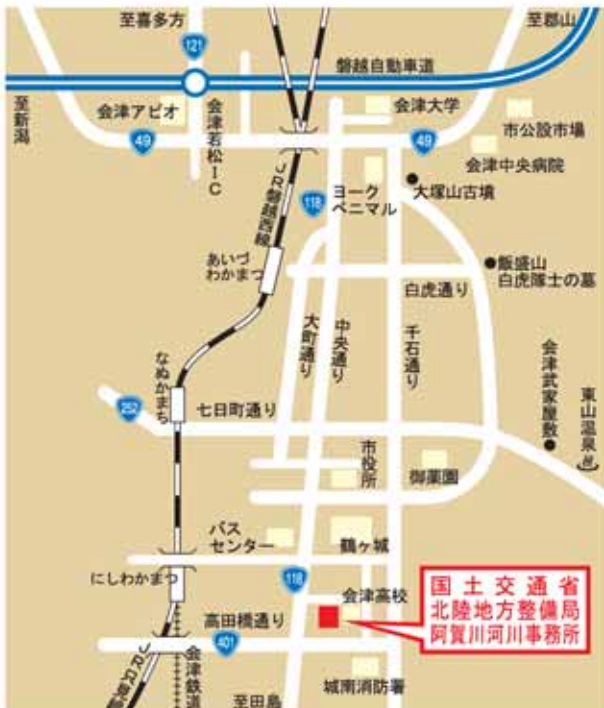 至喜多方
至郡山
121
磐越自動車道
至新潟
会津アピオ
会津若松IC
会津大学
市公設市場
49
49
会津中央病院
JR磐越西線
118
ヨーク
ベニマル
大塚山古墳
あいづ
わかまつ
飯盛山
白虎隊士の墓
白虎通り
大町通り
中央通り
千石通り
なぬかまち
会津武家屋敷
東山温泉
252
七日町通り
市役所
御薬園
バス
センター
鶴ヶ城
にしわかまつ
118
会津高校
国土交通省
北陸地方整備局
阿賀川河川事務所
高田橋通り
401
会津鉄道
城南消防署
至田島